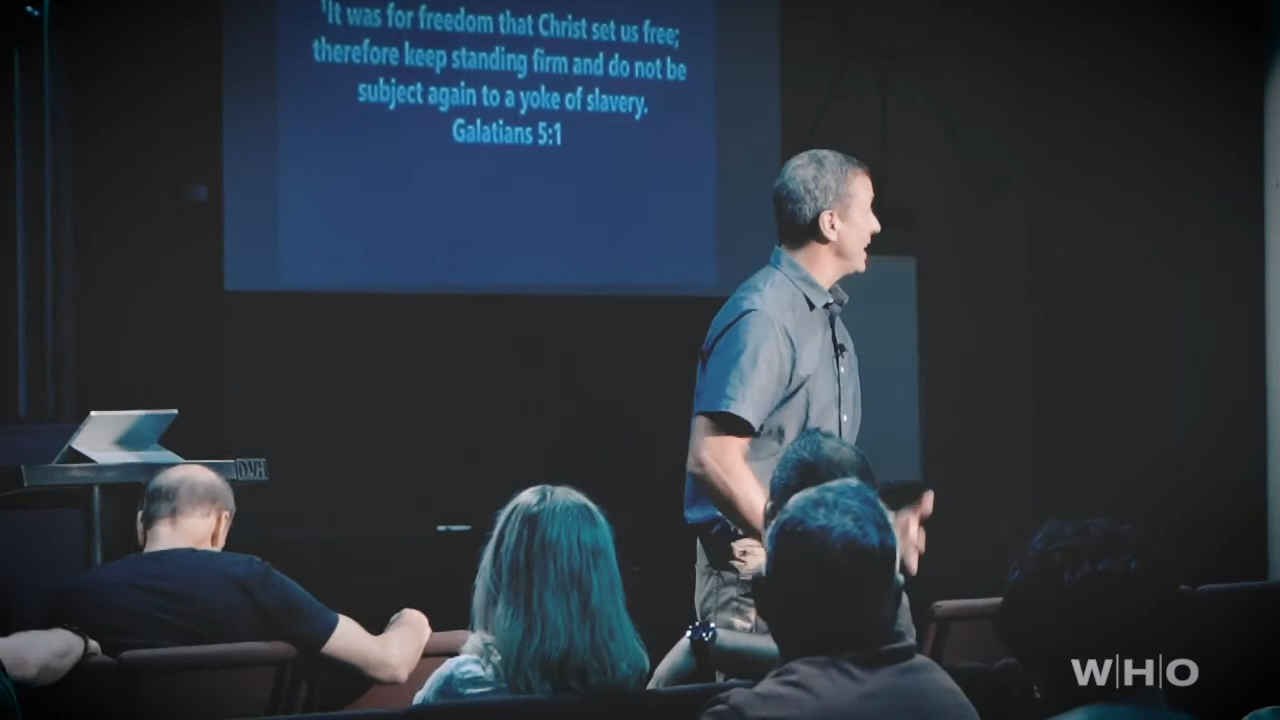 ¹It was for freedom that Christ set us free;
therefore keep standing firm and do not be
subject again to a yoke of slavery.
Galatians 5:1
W|H|O